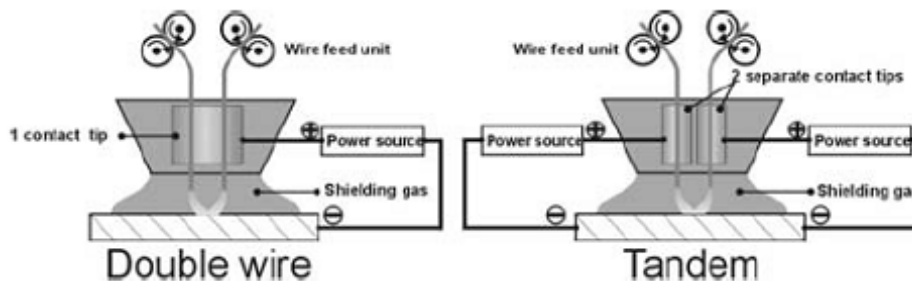 Wire feed unit
1 contact tip
⊕
Power source
Shielding gas
⊖
Double wire
Wire feed unit
2 separate contact tips
Power source
⊕
⊕
Power source
Shielding gas
⊖
⊖
Tandem